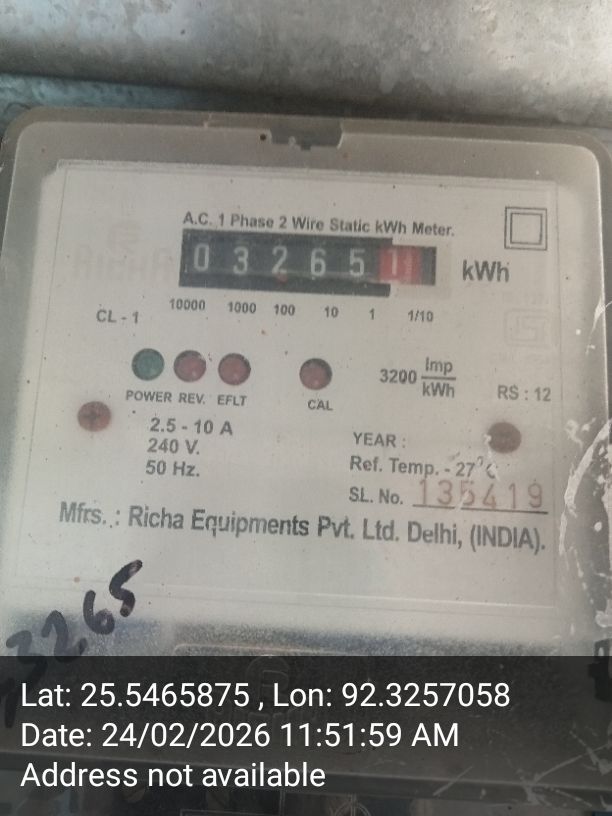 A.C. 1 Phase 2 Wire Static kWh Meter.
0 3 2 6 5 1 kWh
10000 1000 100 10 1 1/10
CL - 1
3200 Imp/kWh
RS : 12
POWER REV. EFLT CAL
2.5 - 10 A
240 V.
50 Hz.
YEAR :
Ref. Temp. - 27°C
SL. No. 135419
Mfrs. : Richa Equipments Pvt. Ltd. Delhi, (INDIA).
3265
Lat: 25.5465875 , Lon: 92.3257058
Date: 24/02/2026 11:51:59 AM
Address not available